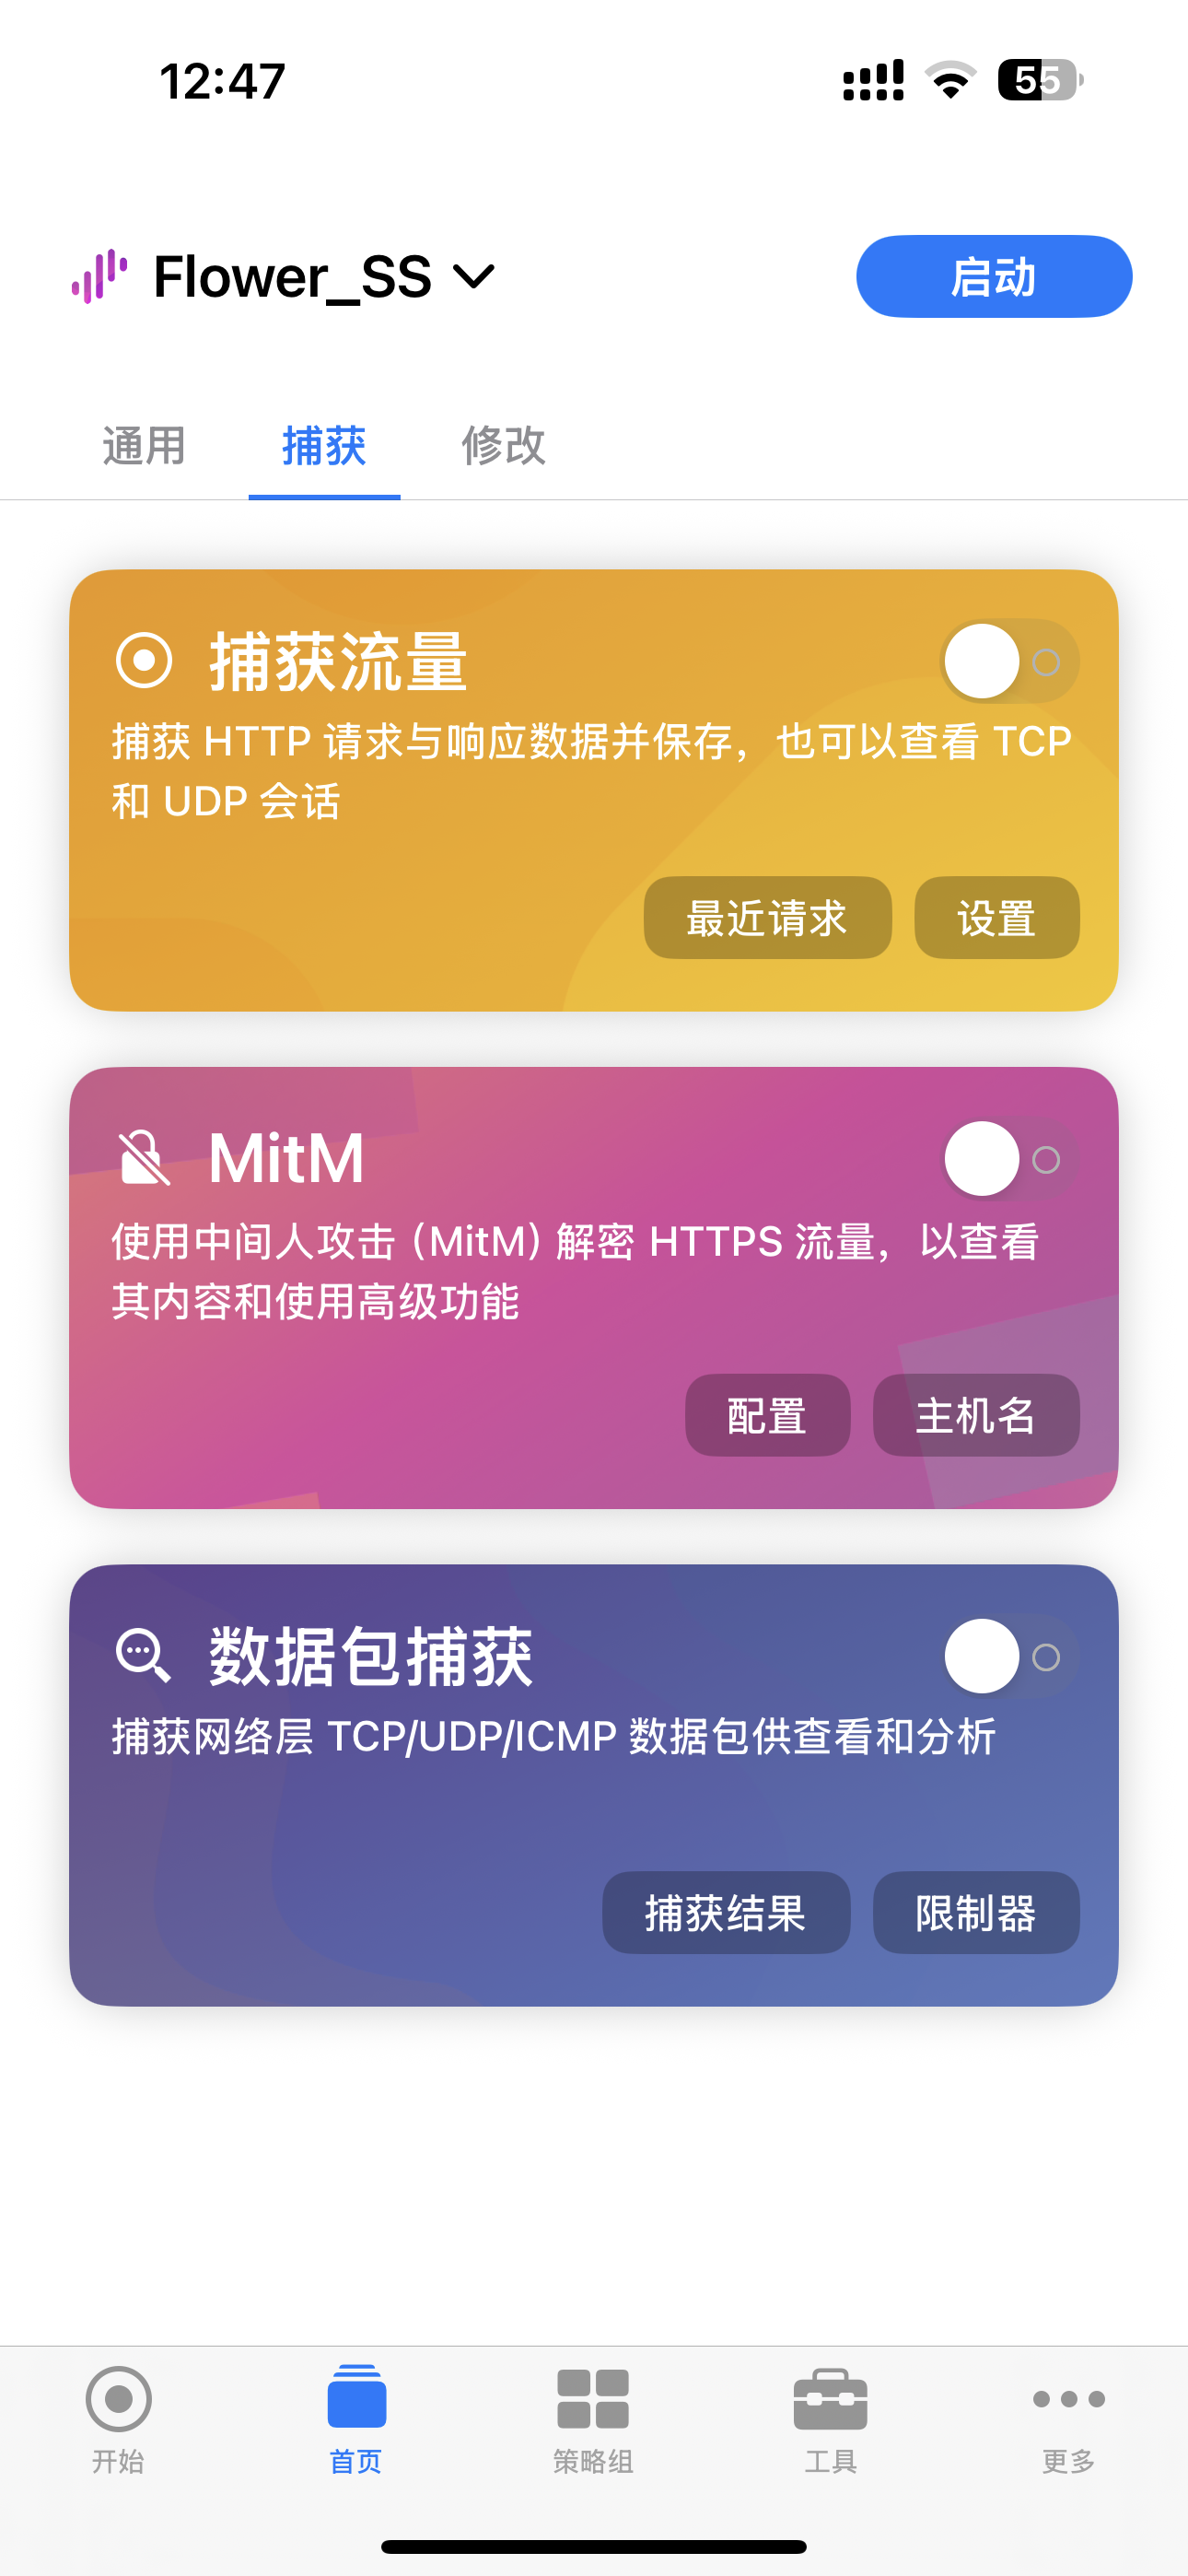 12:47
55
Flower_SS
启动
通用
捕获
修改
捕获流量
捕获 HTTP 请求与响应数据并保存，也可以查看 TCP
和 UDP 会话
最近请求
设置
MitM
使用中间人攻击（MitM）解密 HTTPS 流量，以查看
其内容和使用高级功能
配置
主机名
数据包捕获
捕获网络层 TCP/UDP/ICMP 数据包供查看和分析
捕获结果
限制器
开始
首页
策略组
工具
更多